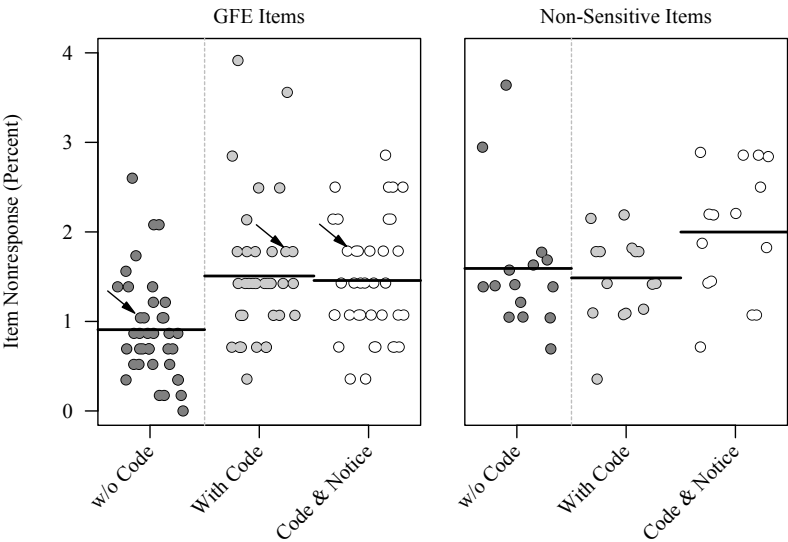 GFE Items
Non-Sensitive Items
Item Nonresponse (Percent)
4
3
2
1
0
w/o Code
With Code
Code & Notice
w/o Code
With Code
Code & Notice